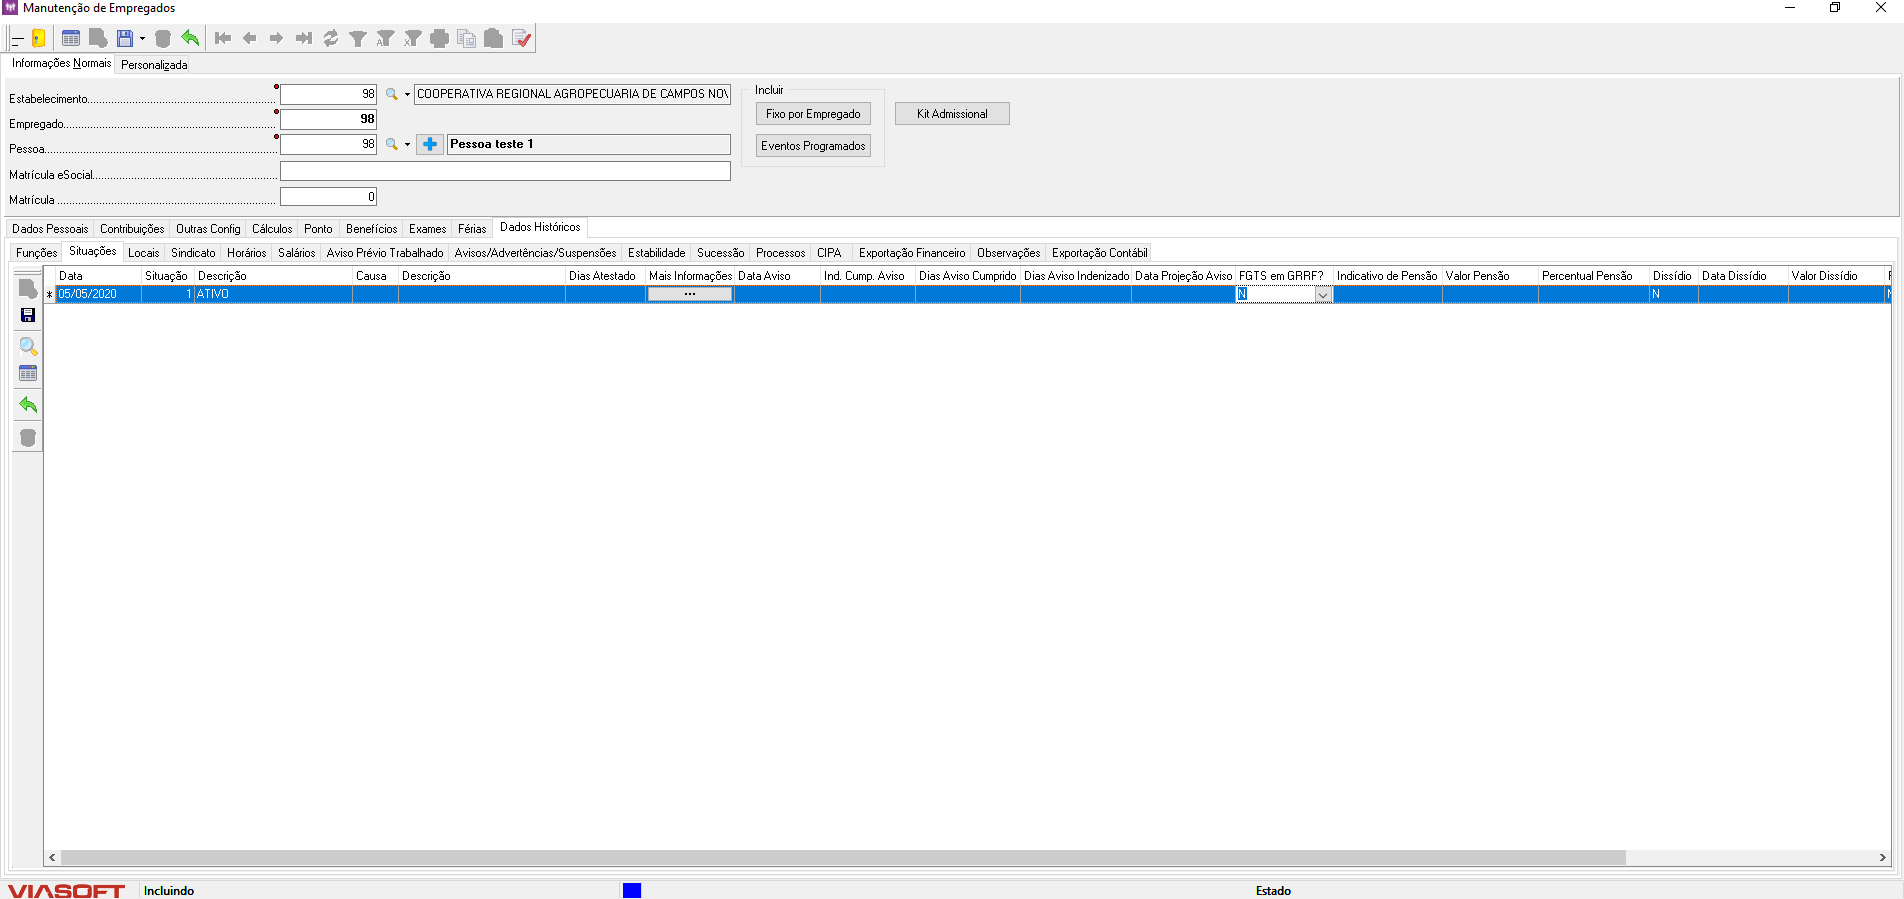 Manutenção de Empregados
Informações Normais Personalizada
Estabelecimento 98 COOPERATIVA REGIONAL AGROPECUARIA DE CAMPOS NOV
Empregado 98
Pessoa 98 Pessoa teste 1
Matrícula eSocial
Matrícula 0
Incluir
Fixo por Empregado
Eventos Programados
Kit Admissional
Dados Pessoais Contribuições Outras Config Cálculos Ponto Benefícios Exames Férias Dados Históricos
Funções Situações Locais Sindicato Horários Salários Aviso Prévio Trabalhado Avisos/Advertências/Suspensões Estabilidade Sucessão Processos CIPA Exportação Financeiro Observações Exportação Contábil
Data Situação Descrição Causa Descrição Dias Atestado Mais Informações Data Aviso Ind. Cump. Aviso Dias Aviso Cumprido Dias Aviso Indenizado Data Projeção Aviso FGTS em GRRF? Indicativo de Pensão Valor Pensão Percentual Pensão Dissídio Data Dissídio Valor Dissídio
* 05/05/2020 1 ATIVO ... N N
VIASOFT Incluindo Estado